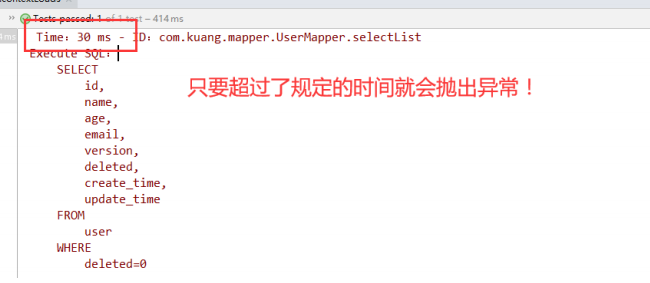 Tests passed: 1 of 1 test – 414 ms
Time：30 ms - ID：com.kuang.mapper.UserMapper.selectList
Execute SQL：
SELECT
id,
name,
age,
email,
version,
deleted,
create_time,
update_time
FROM
user
WHERE
deleted=0
只要超过了规定的时间就会抛出异常！